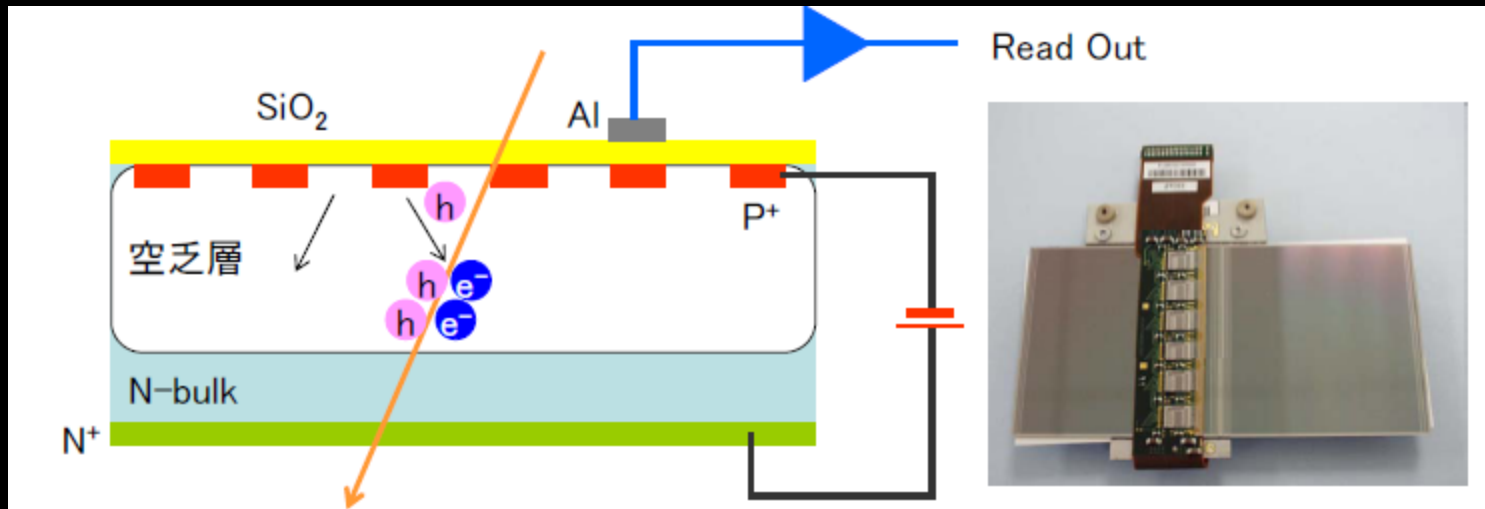 Read Out
SiO₂
Al
h
P⁺
空乏層
h e⁻
h e⁻
N-bulk
N⁺